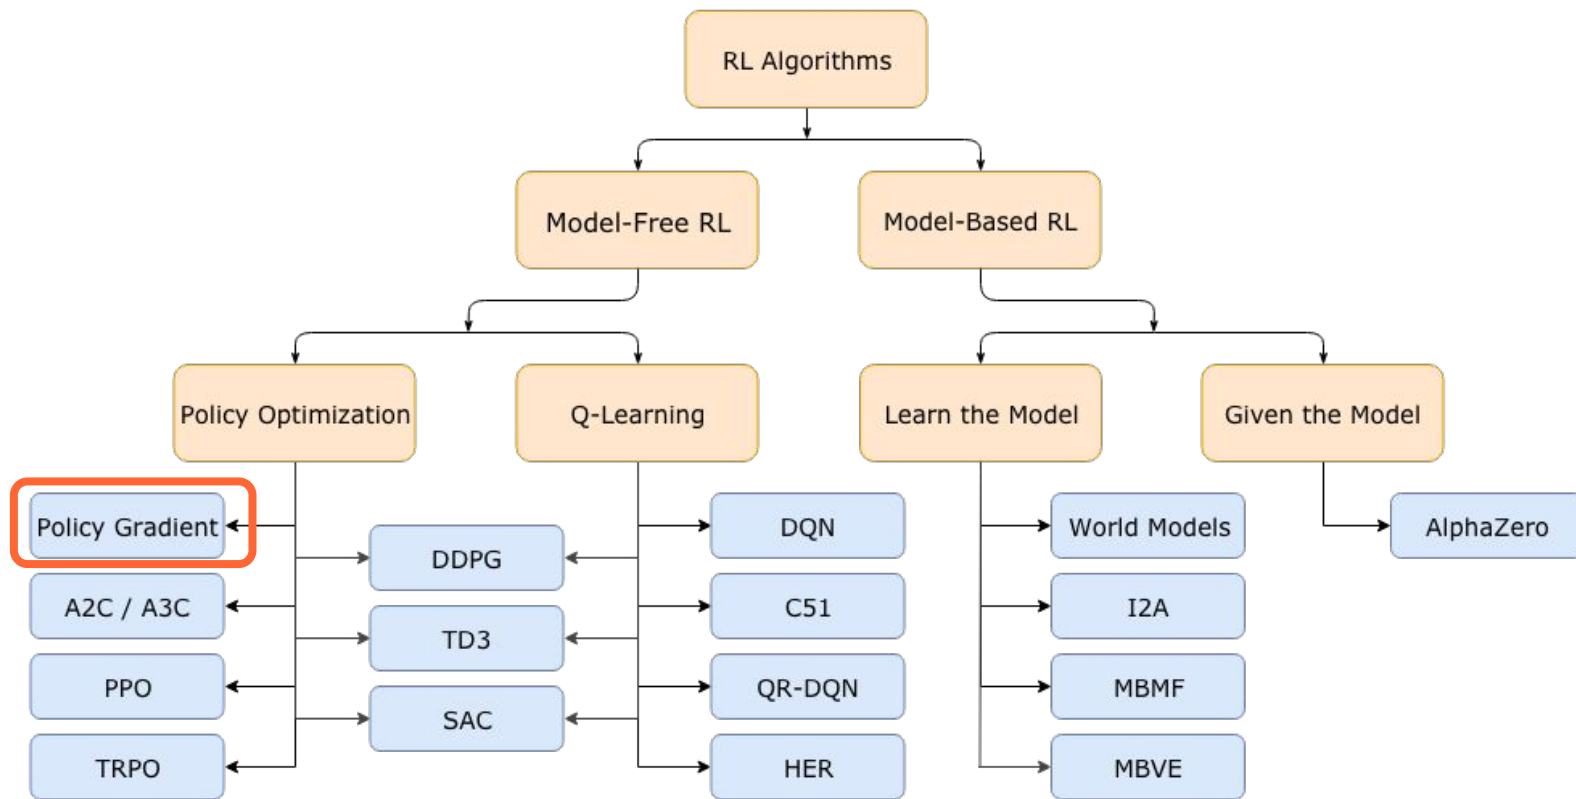 RL Algorithms
Model-Free RL
Model-Based RL
Policy Optimization
Q-Learning
Learn the Model
Given the Model
Policy Gradient
DDPG
DQN
World Models
AlphaZero
A2C / A3C
TD3
C51
I2A
PPO
SAC
QR-DQN
MBMF
TRPO
HER
MBVE